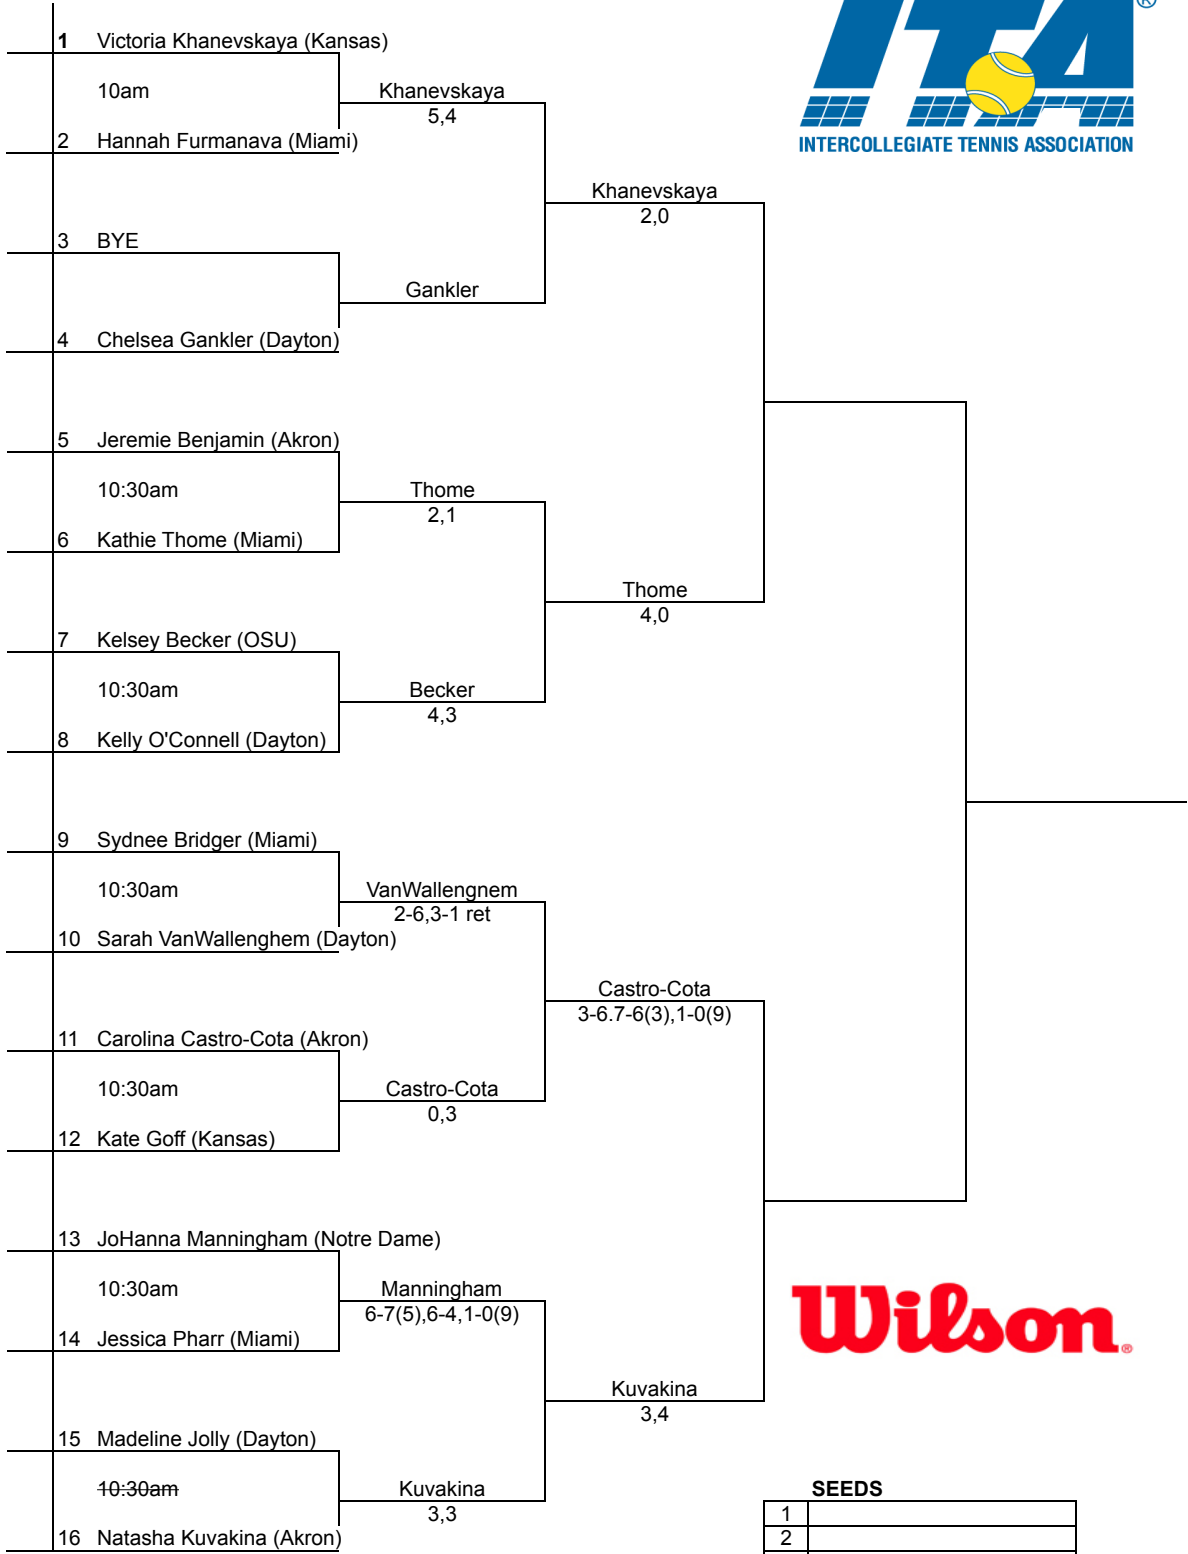 ®
1 Victoria Khanevskaya (Kansas)
10am
Khanevskaya
5,4
2 Hannah Furmanava (Miami)
INTERCOLLEGIATE TENNIS ASSOCIATION
ITA
Khanevskaya
2,0
3 BYE
Gankler
4 Chelsea Gankler (Dayton)
5 Jeremie Benjamin (Akron)
10:30am
Thome
2,1
6 Kathie Thome (Miami)
Thome
4,0
7 Kelsey Becker (OSU)
10:30am
Becker
4,3
8 Kelly O'Connell (Dayton)
9 Sydnee Bridger (Miami)
10:30am
VanWallengnem
2-6,3-1 ret
10 Sarah VanWallenghem (Dayton)
Castro-Cota
3-6.7-6(3),1-0(9)
11 Carolina Castro-Cota (Akron)
10:30am
Castro-Cota
0,3
12 Kate Goff (Kansas)
13 JoHanna Manningham (Notre Dame)
10:30am
Manningham
6-7(5),6-4,1-0(9)
14 Jessica Pharr (Miami)
Wilson®
Kuvakina
3,4
15 Madeline Jolly (Dayton)
10:30am
Kuvakina
3,3
16 Natasha Kuvakina (Akron)
SEEDS
1
2